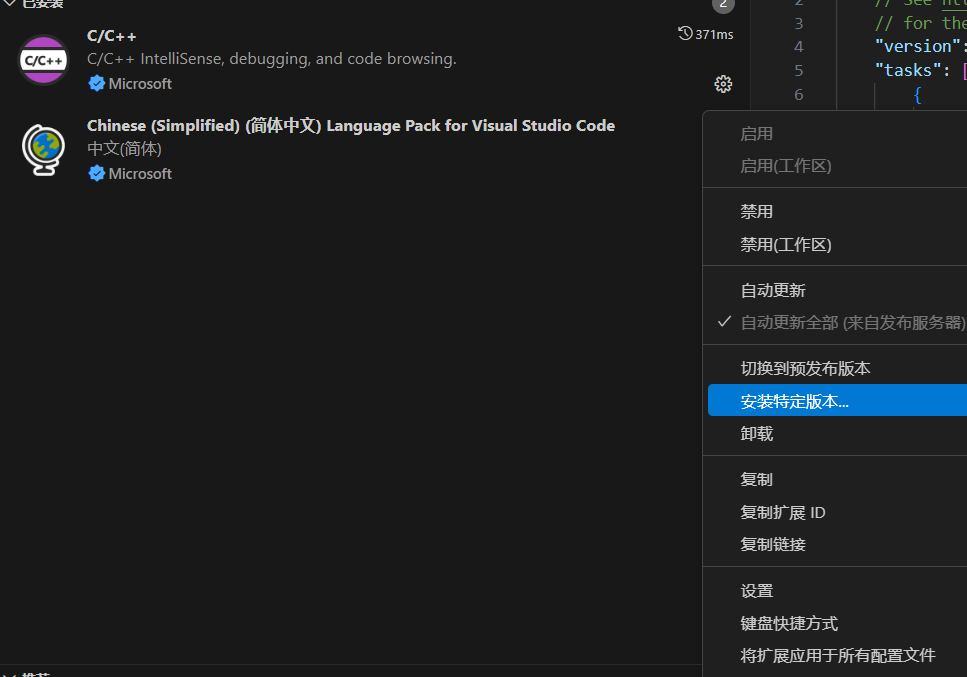 已安装
2
C/C++
C/C++
371ms
C/C++ IntelliSense, debugging, and code browsing.
Microsoft
Chinese (Simplified) (简体中文) Language Pack for Visual Studio Code
中文(简体)
Microsoft
2 // See
3 // for the
4 "version":
5 "tasks": [
6 {
启用
启用(工作区)
禁用
禁用(工作区)
自动更新
自动更新全部 (来自发布服务器)
切换到预发布版本
安装特定版本...
卸载
复制
复制扩展 ID
复制链接
设置
键盘快捷方式
将扩展应用于所有配置文件